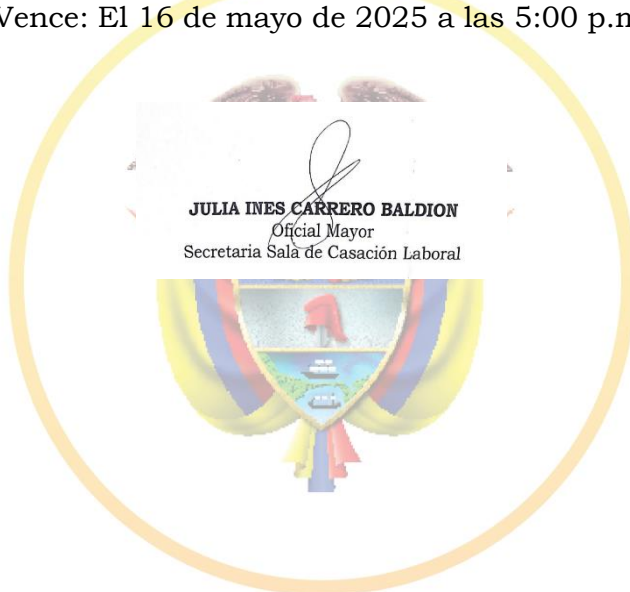 Vence: El 16 de mayo de 2025 a las 5:00 p.m
JULIA INES CARRERO BALDION
Oficial Mayor
Secretaria Sala de Casación Laboral